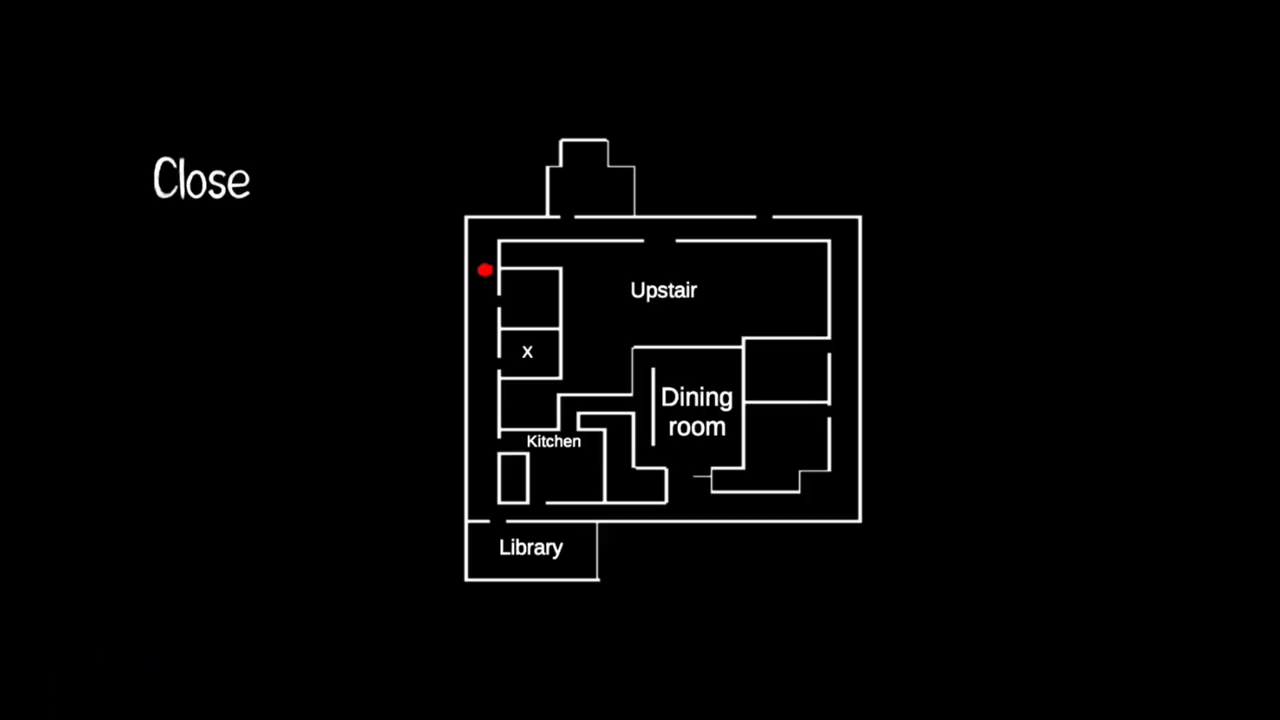 Close
Upstair
x
Dining
room
Kitchen
Library